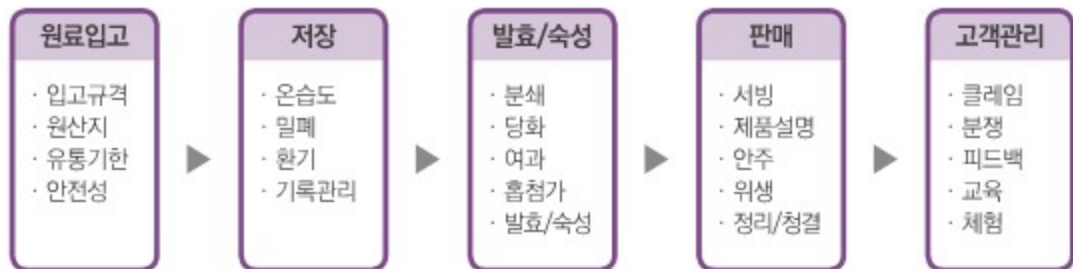 원료입고
· 입고규격
· 원산지
· 유통기한
· 안전성
저장
· 온습도
· 밀폐
· 환기
· 기록관리
발효/숙성
· 분쇄
· 당화
· 여과
· 홉첨가
· 발효/숙성
판매
· 서빙
· 제품설명
· 안주
· 위생
· 정리/청결
고객관리
· 클레임
· 분쟁
· 피드백
· 교육
· 체험